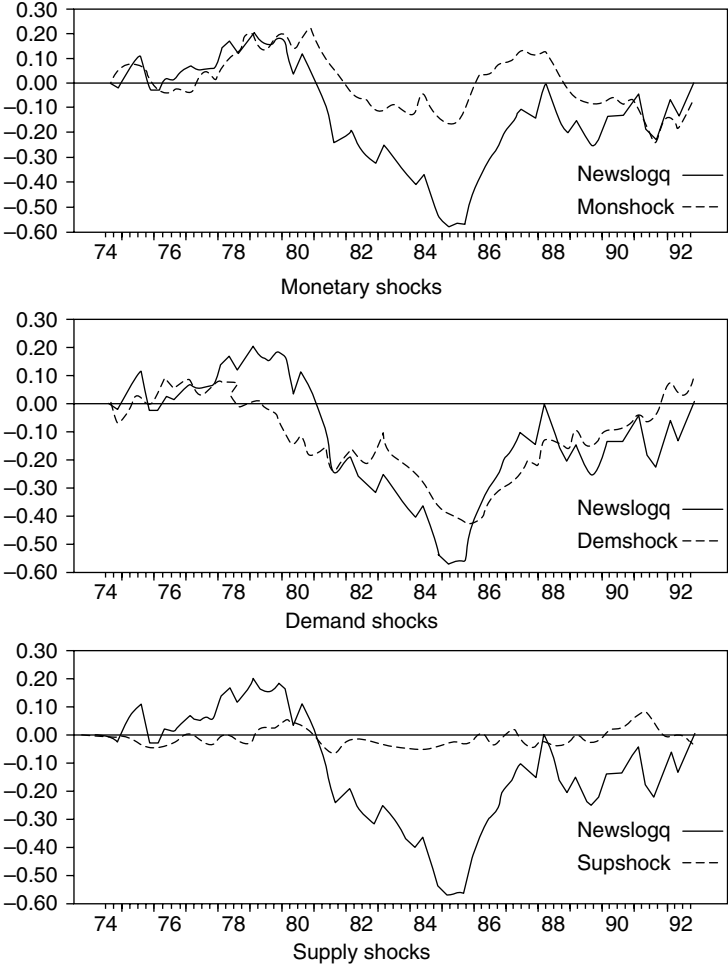 0.30
0.20
0.10
0.00
–0.10
–0.20
–0.30
–0.40
–0.50
–0.60
Newslogq
Monshock
74 76 78 80 82 84 86 88 90 92
Monetary shocks
0.30
0.20
0.10
0.00
–0.10
–0.20
–0.30
–0.40
–0.50
–0.60
Newslogq
Demshock
74 76 78 80 82 84 86 88 90 92
Demand shocks
0.30
0.20
0.10
0.00
–0.10
–0.20
–0.30
–0.40
–0.50
–0.60
Newslogq
Supshock
74 76 78 80 82 84 86 88 90 92
Supply shocks